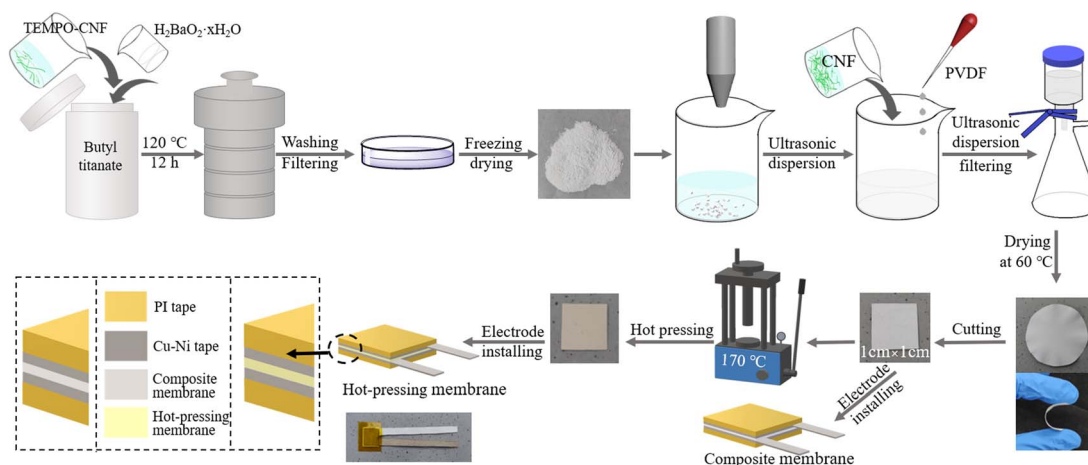 TEMPO-CNF
H₂BaO₂·xH₂O
Butyl
titanate
120 ℃
12 h
Washing
Filtering
Freezing
drying
Ultrasonic
dispersion
CNF
PVDF
Ultrasonic
dispersion
filtering
Drying
at 60 ℃
Cutting
1cm×1cm
170 ℃
Hot pressing
Electrode
installing
Electrode
installing
Composite membrane
Hot-pressing membrane
PI tape
Cu-Ni tape
Composite
membrane
Hot-pressing
membrane